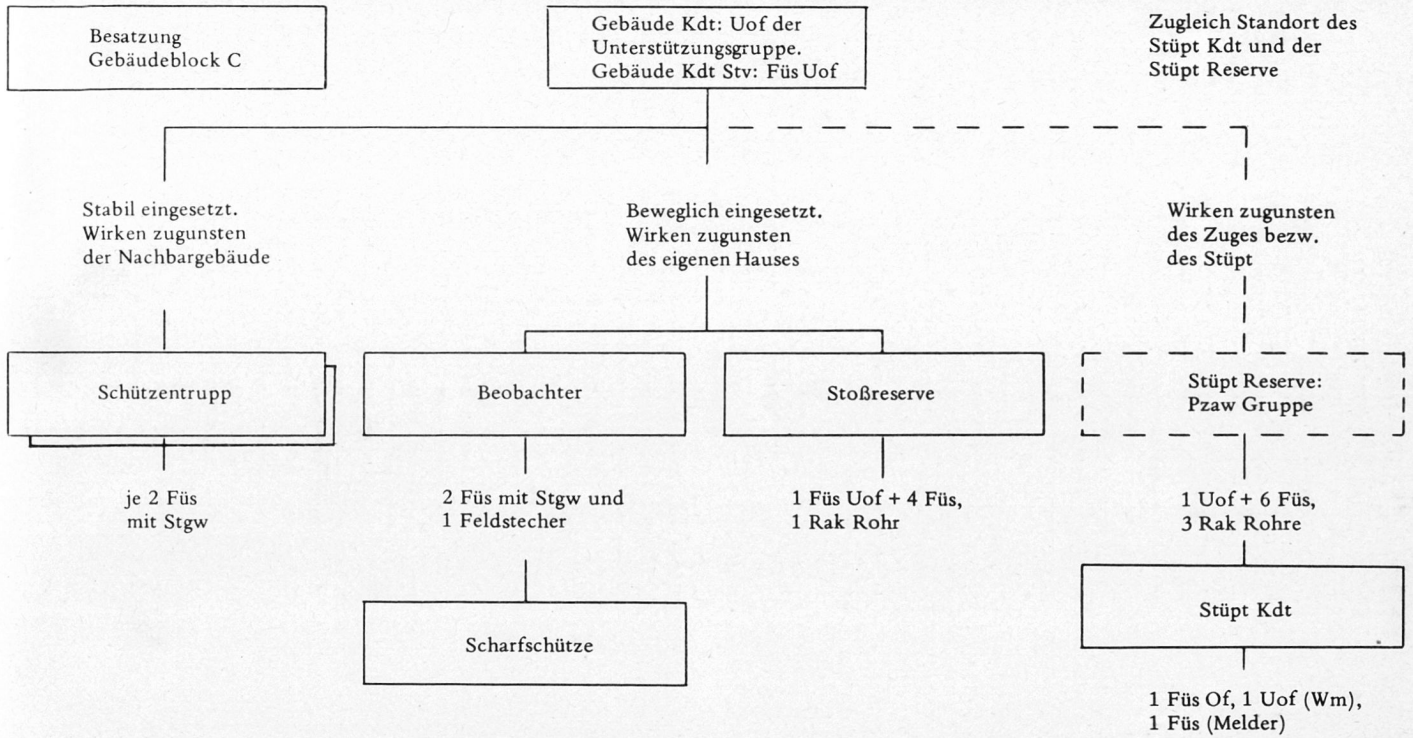 Besatzung
Gebäudeblock C
Gebäude Kdt: Uof der
Unterstützungsgruppe.
Gebäude Kdt Stv: Füs Uof
Zugleich Standort des
Stüpt Kdt und der
Stüpt Reserve
Stabil eingesetzt.
Wirken zugunsten
der Nachbargebäude
Beweglich eingesetzt.
Wirken zugunsten
des eigenen Hauses
Wirken zugunsten
des Zuges bezw.
des Stüpt
Schützentrupp
Beobachter
Stoßreserve
Stüpt Reserve:
Pzaw Gruppe
je 2 Füs
mit Stgw
2 Füs mit Stgw und
1 Feldstecher
1 Füs Uof + 4 Füs,
1 Rak Rohr
1 Uof + 6 Füs,
3 Rak Rohre
Scharfschütze
Stüpt Kdt
1 Füs Of, 1 Uof (Wm),
1 Füs (Melder)